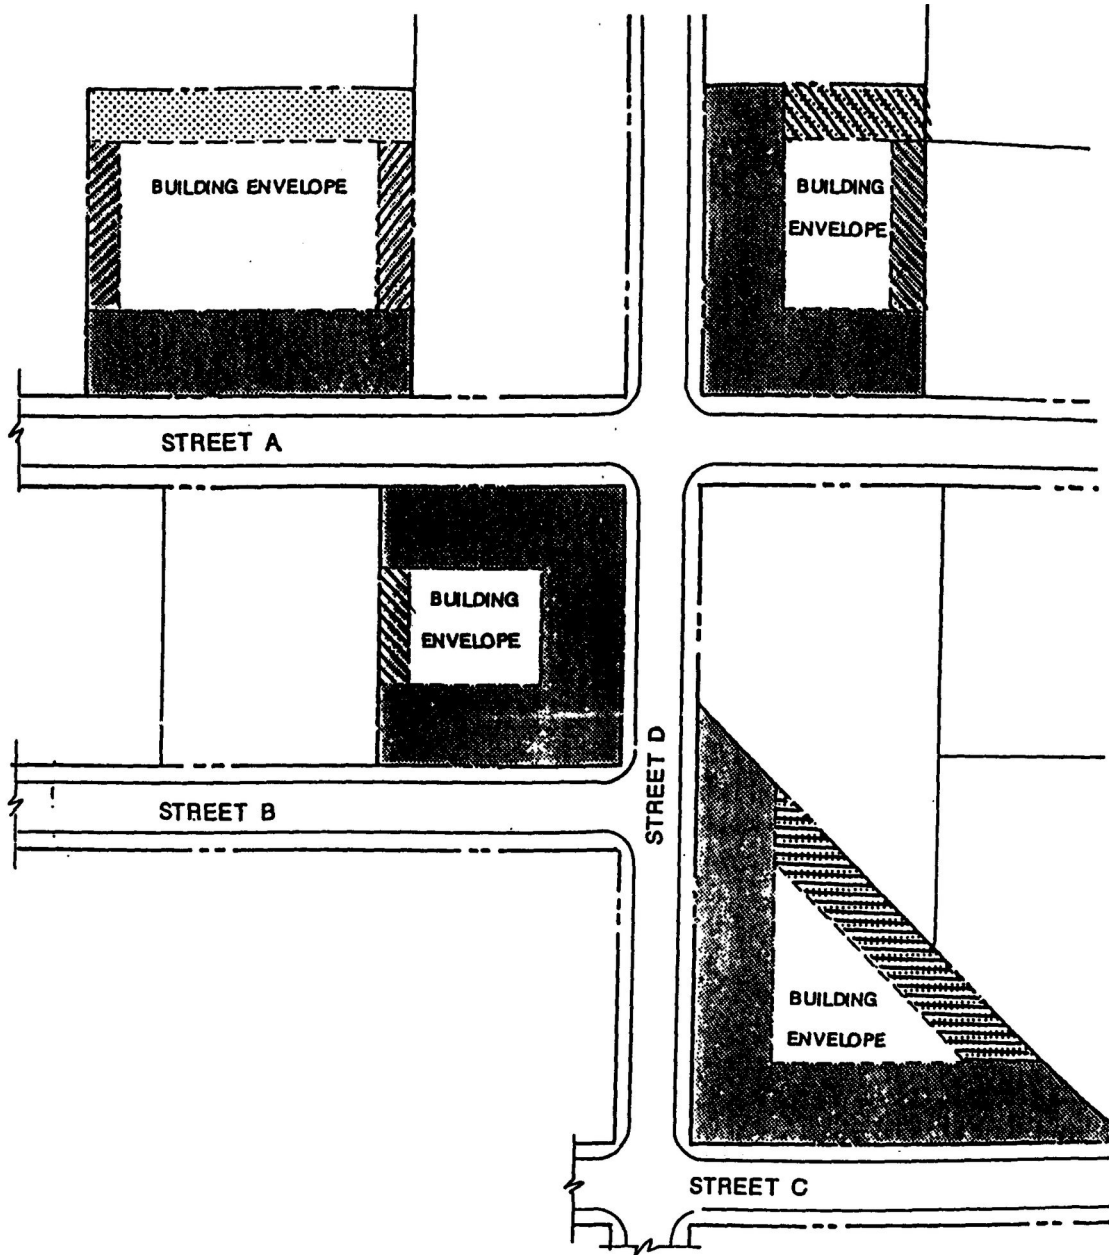 BUILDING ENVELOPE
BUILDING
ENVELOPE
STREET A
BUILDING
ENVELOPE
STREET D
STREET B
BUILDING
ENVELOPE
STREET C